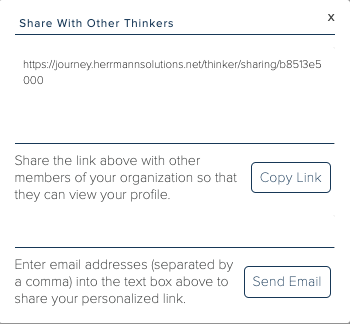 Share With Other Thinkers
x
https://journey.herrmannsolutions.net/thinker/sharing/b8513e5
000
Share the link above with other
members of your organization so that
they can view your profile.
Copy Link
Enter email addresses (separated by
a comma) into the text box above to
share your personalized link.
Send Email